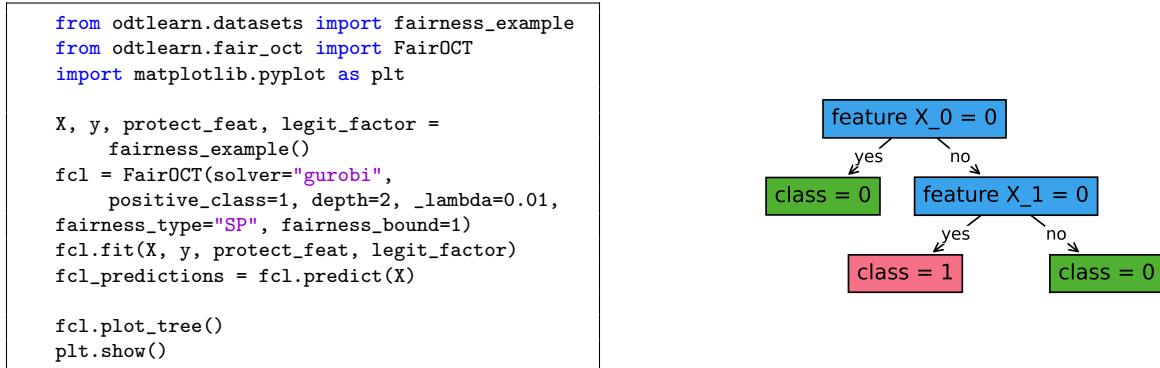 from odtlearn.datasets import fairness_example
from odtlearn.fair_oct import FairOCT
import matplotlib.pyplot as plt
X, y, protect_feat, legit_factor =
fairness_example()
fcl = FairOCT(solver="gurobi",
positive_class=1, depth=2, _lambda=0.01,
fairness_type="SP", fairness_bound=1)
fcl.fit(X, y, protect_feat, legit_factor)
fcl_predictions = fcl.predict(X)
fcl.plot_tree()
plt.show()
feature X_0 = 0
yes
no
class = 0
feature X_1 = 0
yes
no
class = 1
class = 0